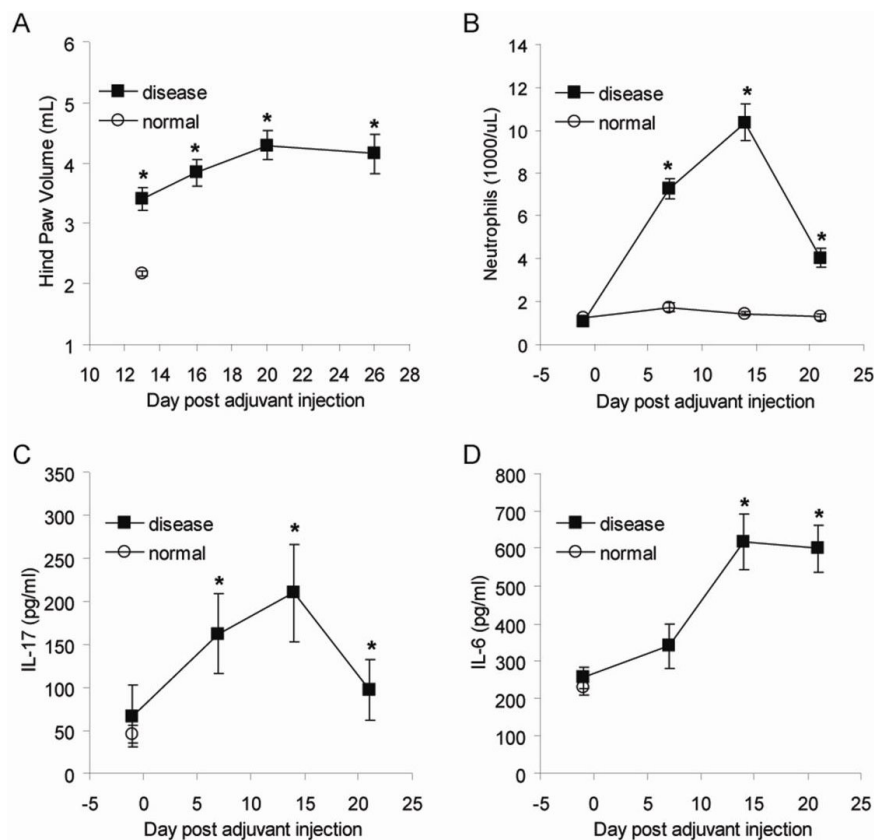 A
Hind Paw Volume (mL)
6
5
4
3
2
1
disease
normal
*
*
*
*
10 12 14 16 18 20 22 24 26 28
Day post adjuvant injection
B
Neutrophils (1000/uL)
14
12
10
8
6
4
2
0
disease
normal
*
*
*
-5 0 5 10 15 20 25
Day post adjuvant injection
C
IL-17 (pg/ml)
350
300
250
200
150
100
50
0
disease
normal
*
*
*
-5 0 5 10 15 20 25
Day post adjuvant injection
D
IL-6 (pg/ml)
800
700
600
500
400
300
200
100
0
disease
normal
*
*
-5 0 5 10 15 20 25
Day post adjuvant injection